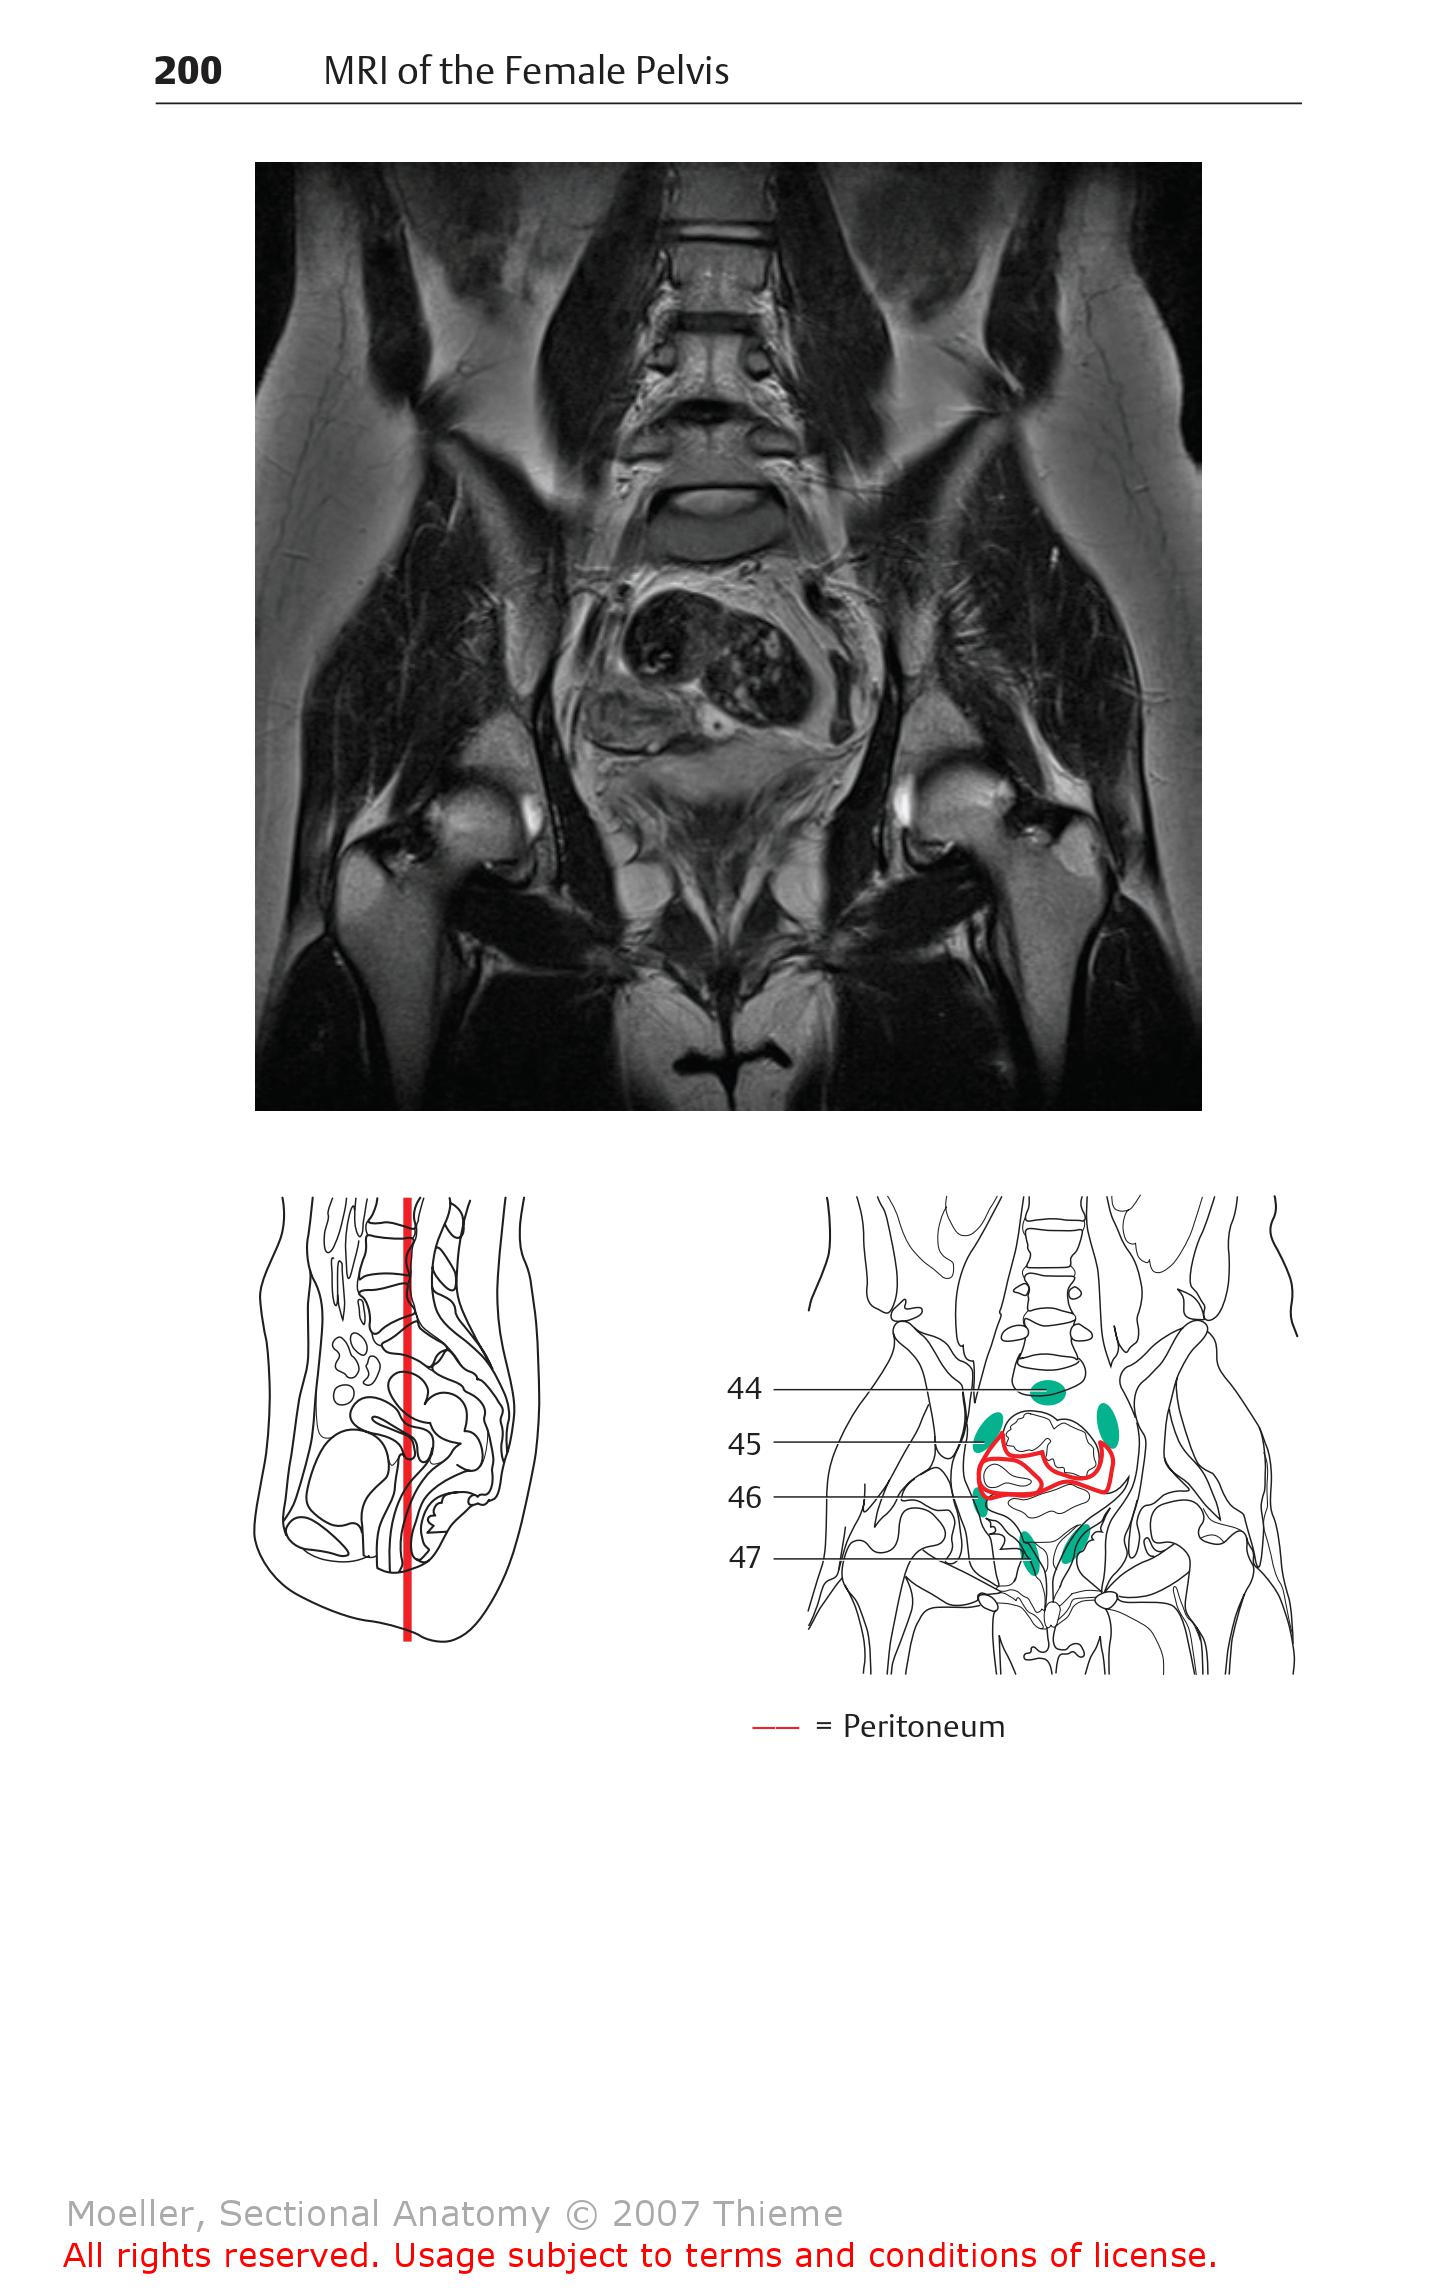 200 MRI of the Female Pelvis
44
45
46
47
= Peritoneum
Moeller, Sectional Anatomy © 2007 Thieme
All rights reserved. Usage subject to terms and conditions of license.